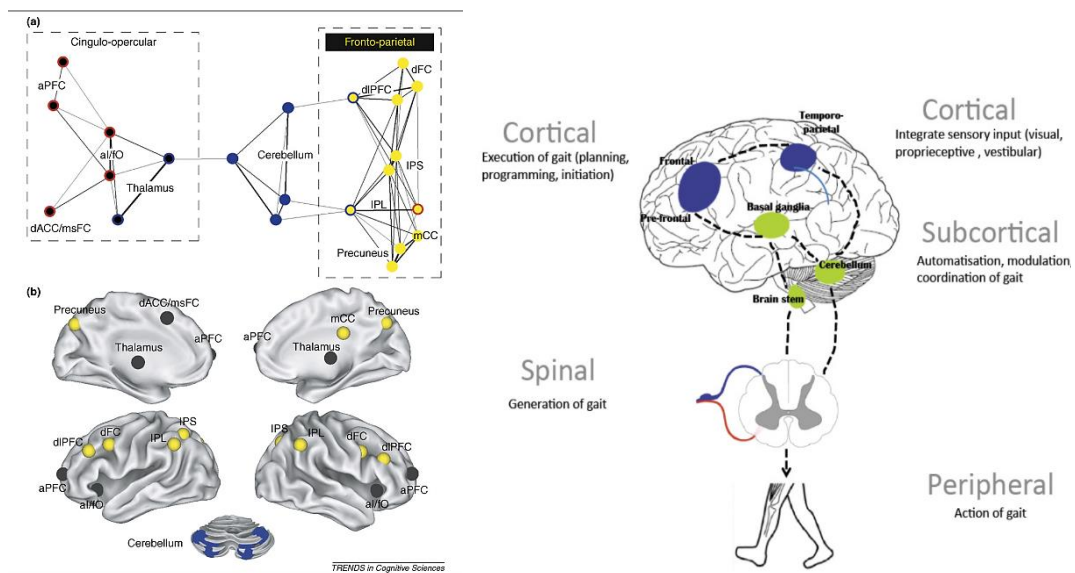 (a)
Cingulo-opercular
Fronto-parietal
aPFC
dFC
dlPFC
aI/fO
Cerebellum
IPS
Thalamus
IPL
dACC/msFC
mCC
Precuneus
(b)
Precuneus
dACC/msFC
mCC
Precuneus
aPFC
aPFC
Thalamus
Thalamus
dlPFC
dFC
IPL
IPS
IPS
IPL
dFC
dlPFC
aPFC
aI/fO
aI/fO
aPFC
Cerebellum
TRENDS in Cognitive Sciences
Cortical
Execution of gait (planning,
programming, initiation)
Temporo-
parietal
Frontal
Pre-frontal
Basal ganglia
Cerebellum
Brain stem
Cortical
Integrate sensory input (visual,
proprieceptive , vestibular)
Subcortical
Automatisation, modulation,
coordination of gait
Spinal
Generation of gait
Peripheral
Action of gait